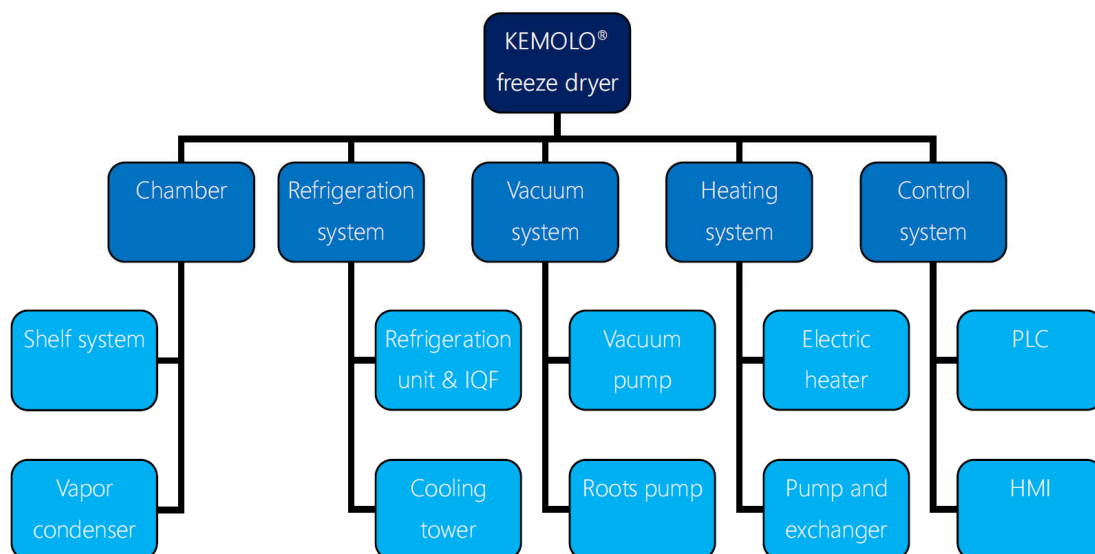 KEMOLO®
freeze dryer
Chamber
Refrigeration
system
Vacuum
system
Heating
system
Control
system
Shelf system
Refrigeration
unit & IQF
Vacuum
pump
Electric
heater
PLC
Vapor
condenser
Cooling
tower
Roots pump
Pump and
exchanger
HMI